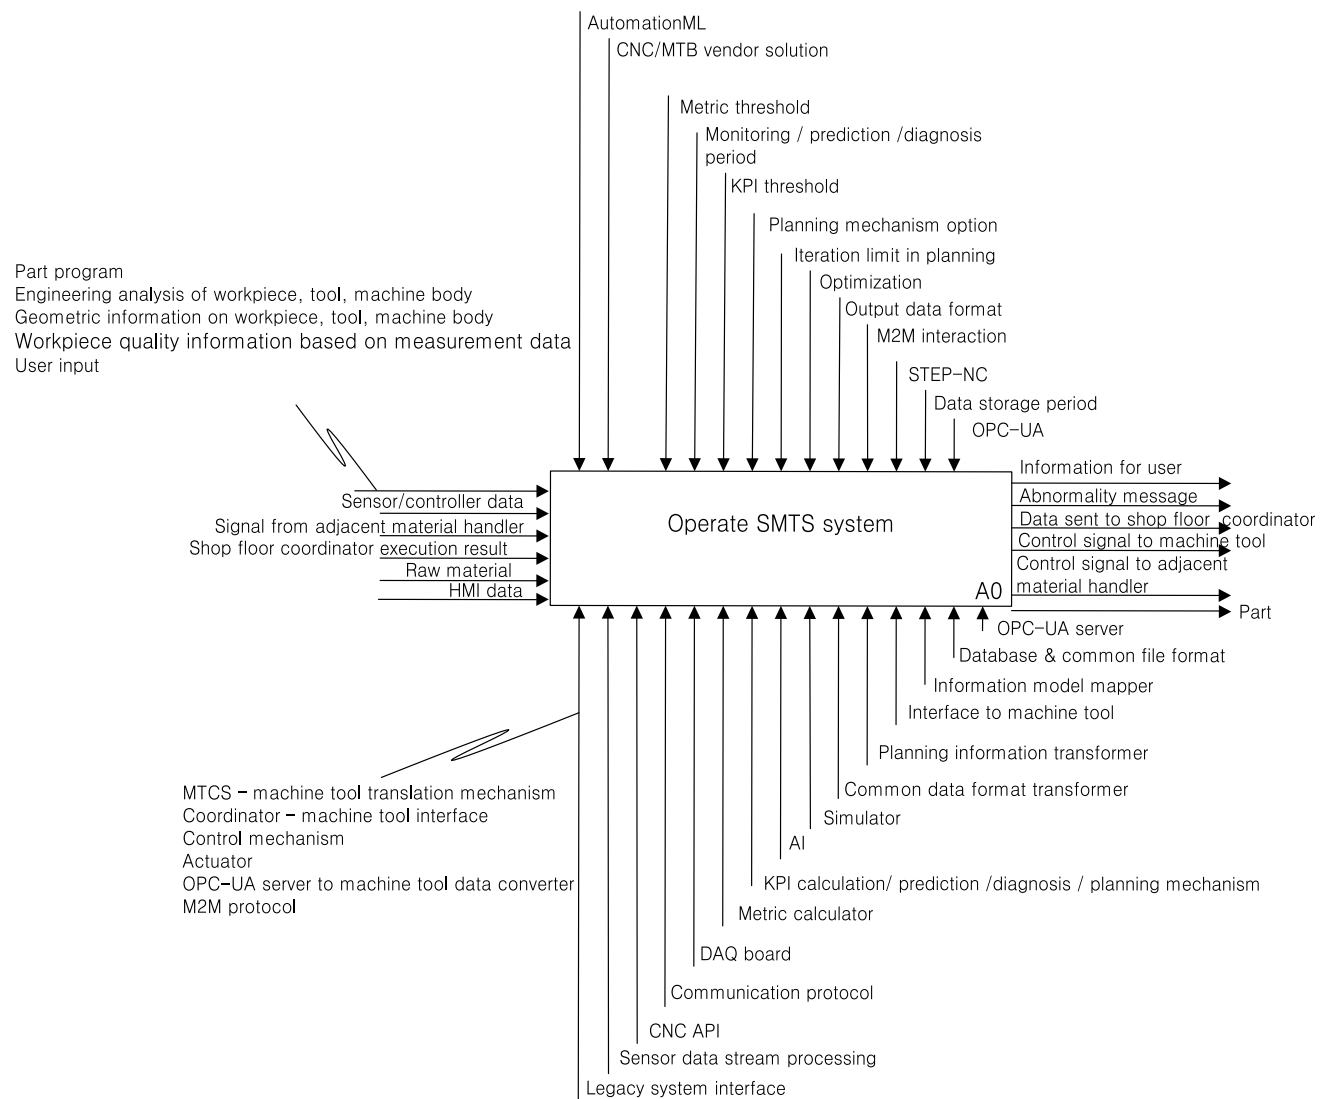 AutomationML
CNC/MTB vendor solution
Metric threshold
Monitoring / prediction /diagnosis
period
KPI threshold
Planning mechanism option
Iteration limit in planning
Optimization
Output data format
M2M interaction
STEP-NC
Data storage period
OPC-UA
Part program
Engineering analysis of workpiece, tool, machine body
Geometric information on workpiece, tool, machine body
Workpiece quality information based on measurement data
User input
Sensor/controller data
Signal from adjacent material handler
Shop floor coordinator execution result
Raw material
HMI data
Operate SMTS system
A0
Information for user
Abnormality message
Data sent to shop floor coordinator
Control signal to machine tool
Control signal to adjacent
material handler
Part
OPC-UA server
Database & common file format
Information model mapper
Interface to machine tool
Planning information transformer
Common data format transformer
Simulator
AI
KPI calculation/ prediction /diagnosis / planning mechanism
Metric calculator
DAQ board
Communication protocol
CNC API
Sensor data stream processing
Legacy system interface
MTCS - machine tool translation mechanism
Coordinator - machine tool interface
Control mechanism
Actuator
OPC-UA server to machine tool data converter
M2M protocol